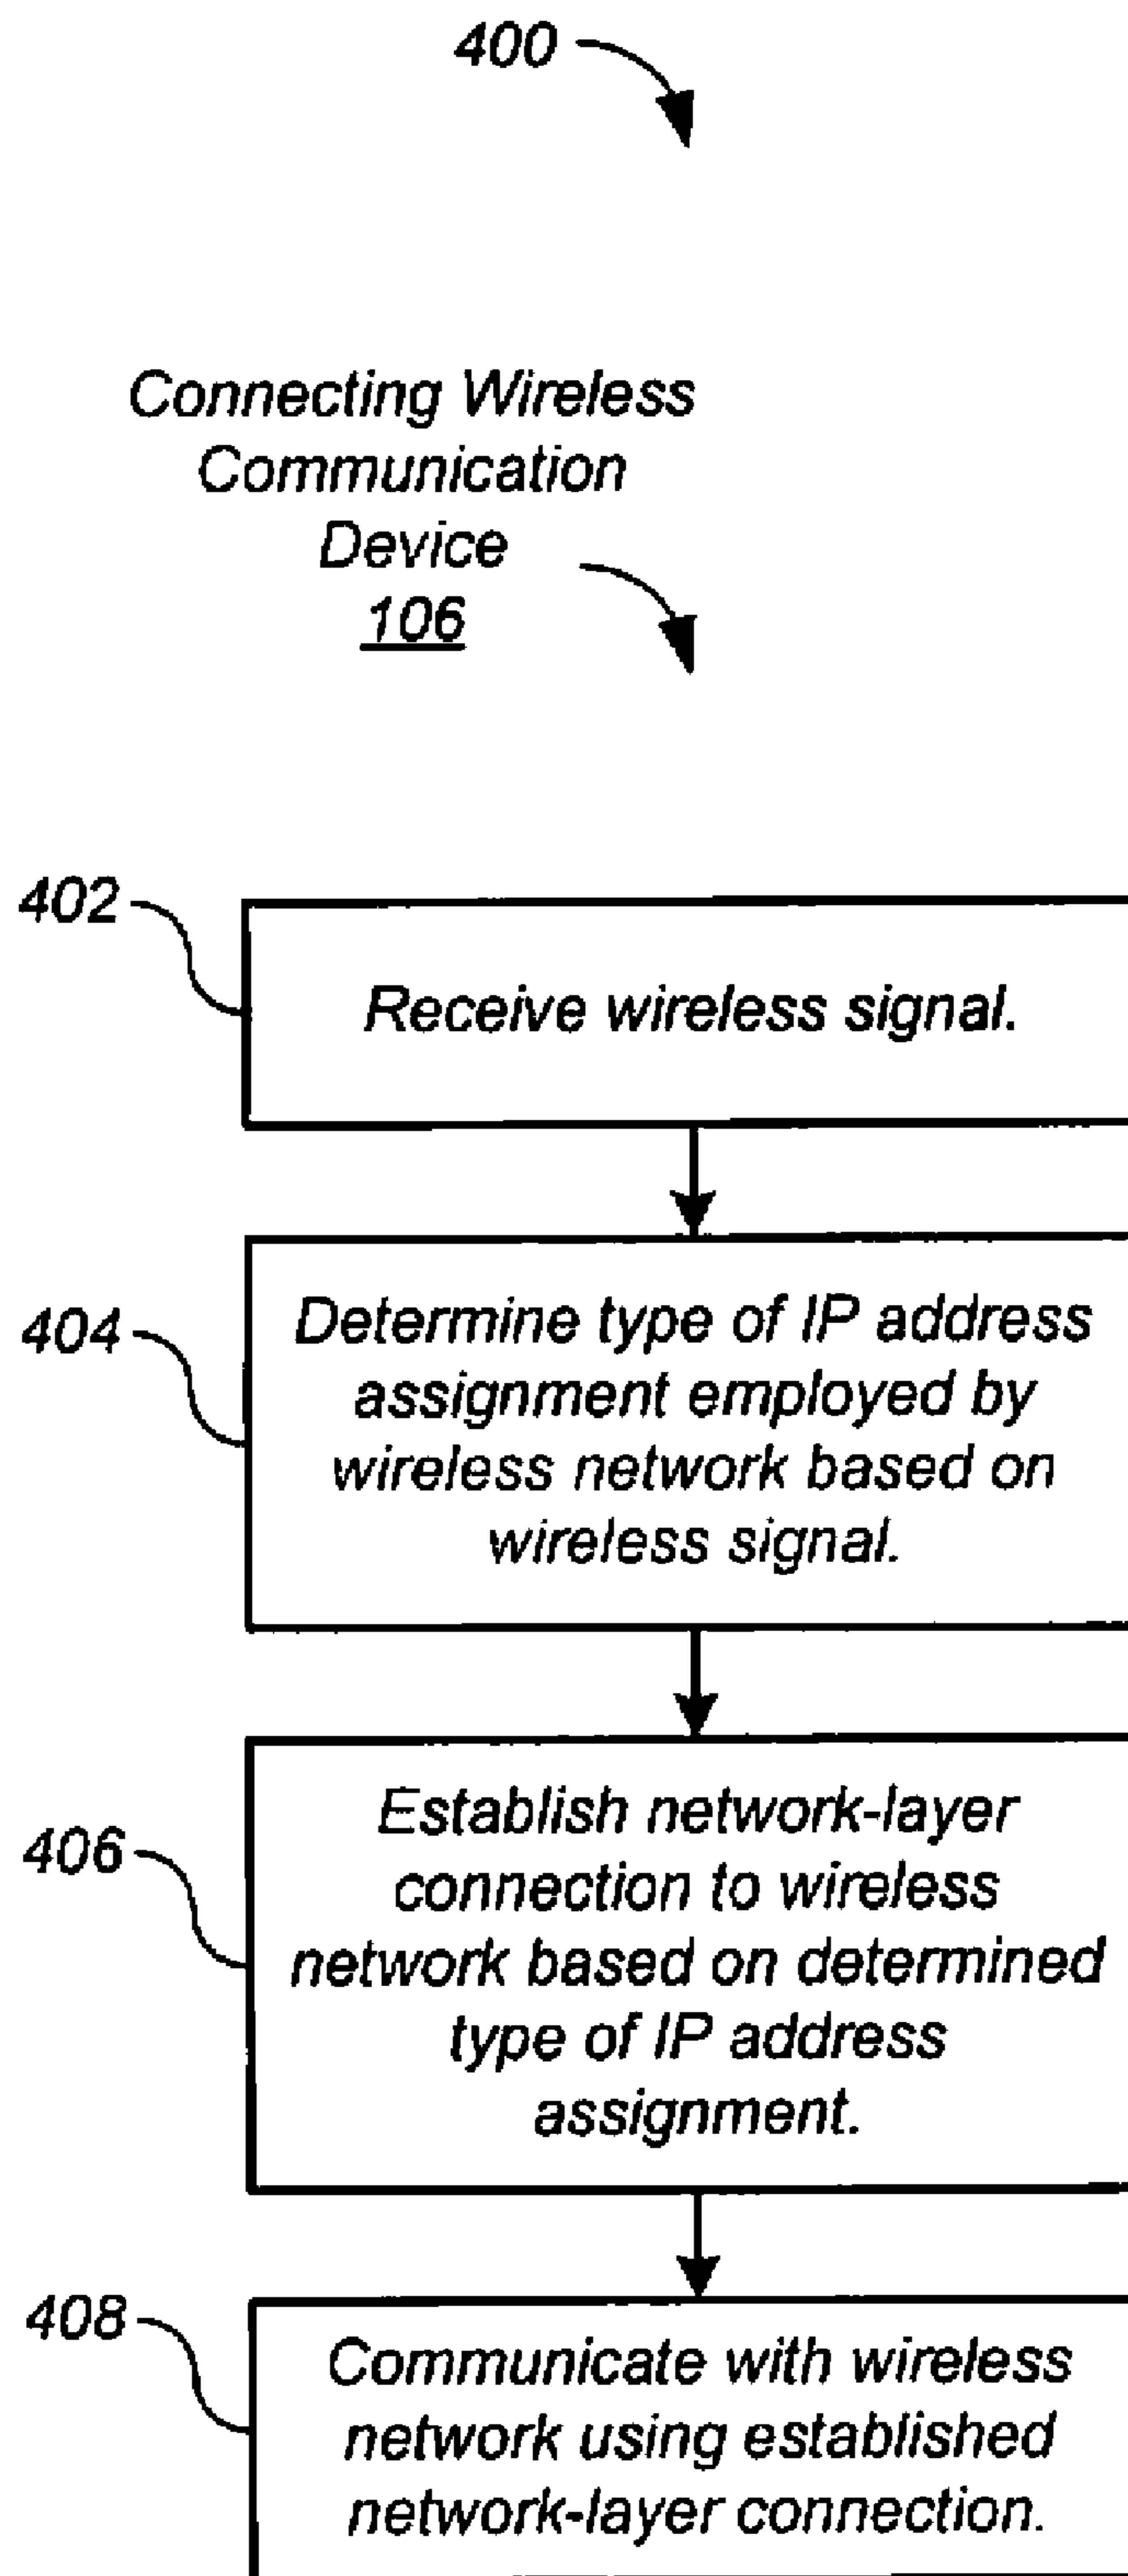 400
Connecting Wireless
Communication
Device
106
402
Receive wireless signal.
404
Determine type of IP address
assignment employed by
wireless network based on
wireless signal.
406
Establish network-layer
connection to wireless
network based on determined
type of IP address
assignment.
408
Communicate with wireless
network using established
network-layer connection.